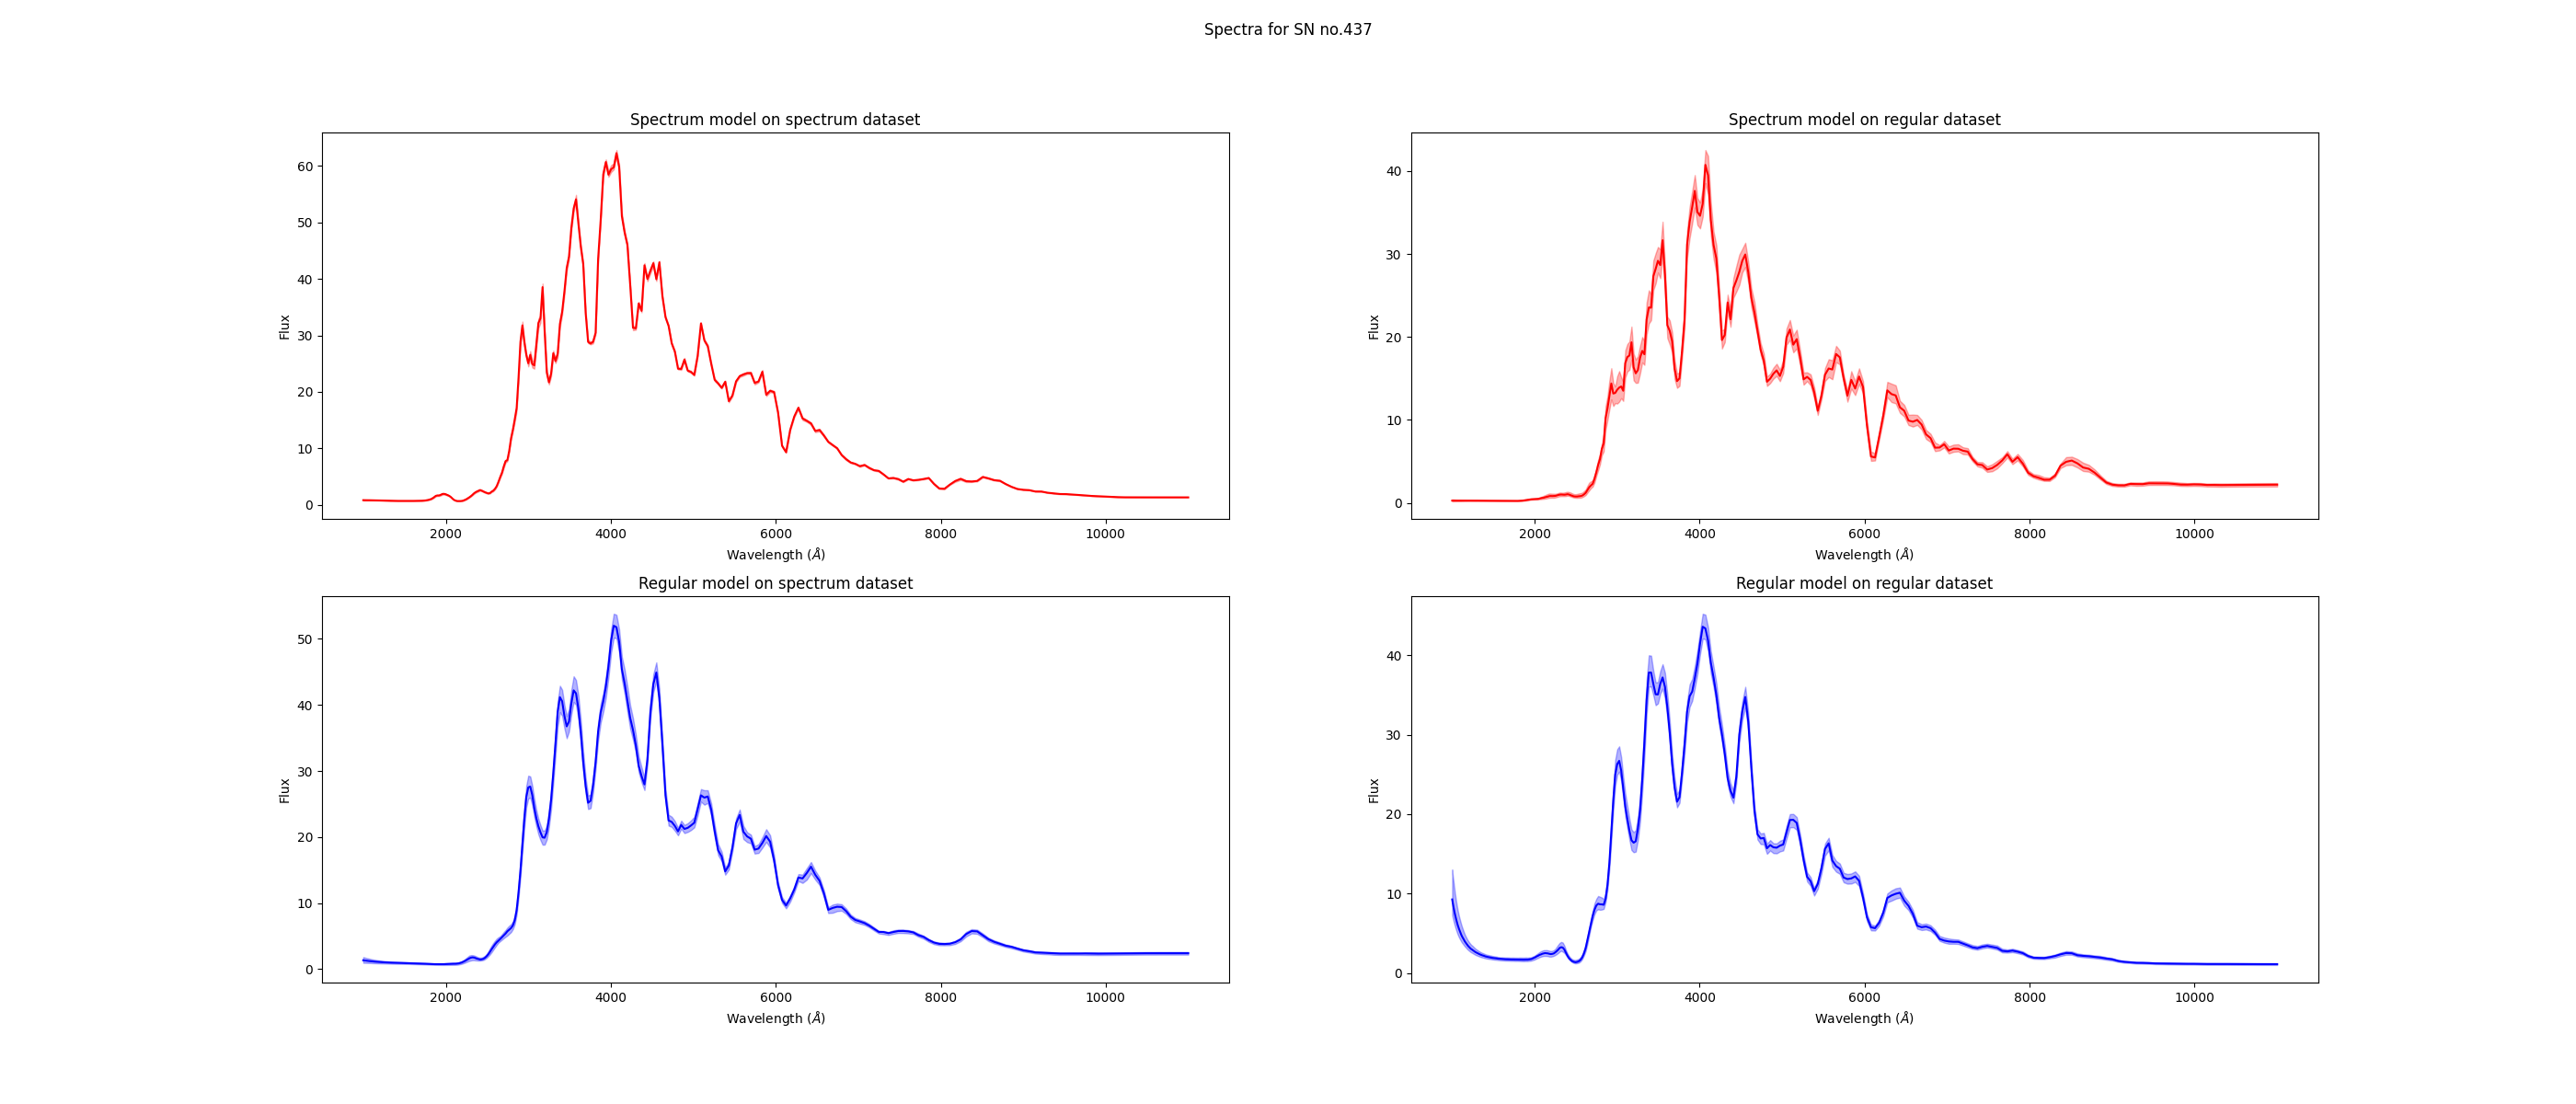 Spectra for SN no.437
Spectrum model on spectrum dataset
60
50
40
30
20
10
0
Flux
2000 4000 6000 8000 10000
Wavelength (Å)
Spectrum model on regular dataset
40
30
20
10
0
Flux
2000 4000 6000 8000 10000
Wavelength (Å)
Regular model on spectrum dataset
50
40
30
20
10
0
Flux
2000 4000 6000 8000 10000
Wavelength (Å)
Regular model on regular dataset
40
30
20
10
0
Flux
2000 4000 6000 8000 10000
Wavelength (Å)